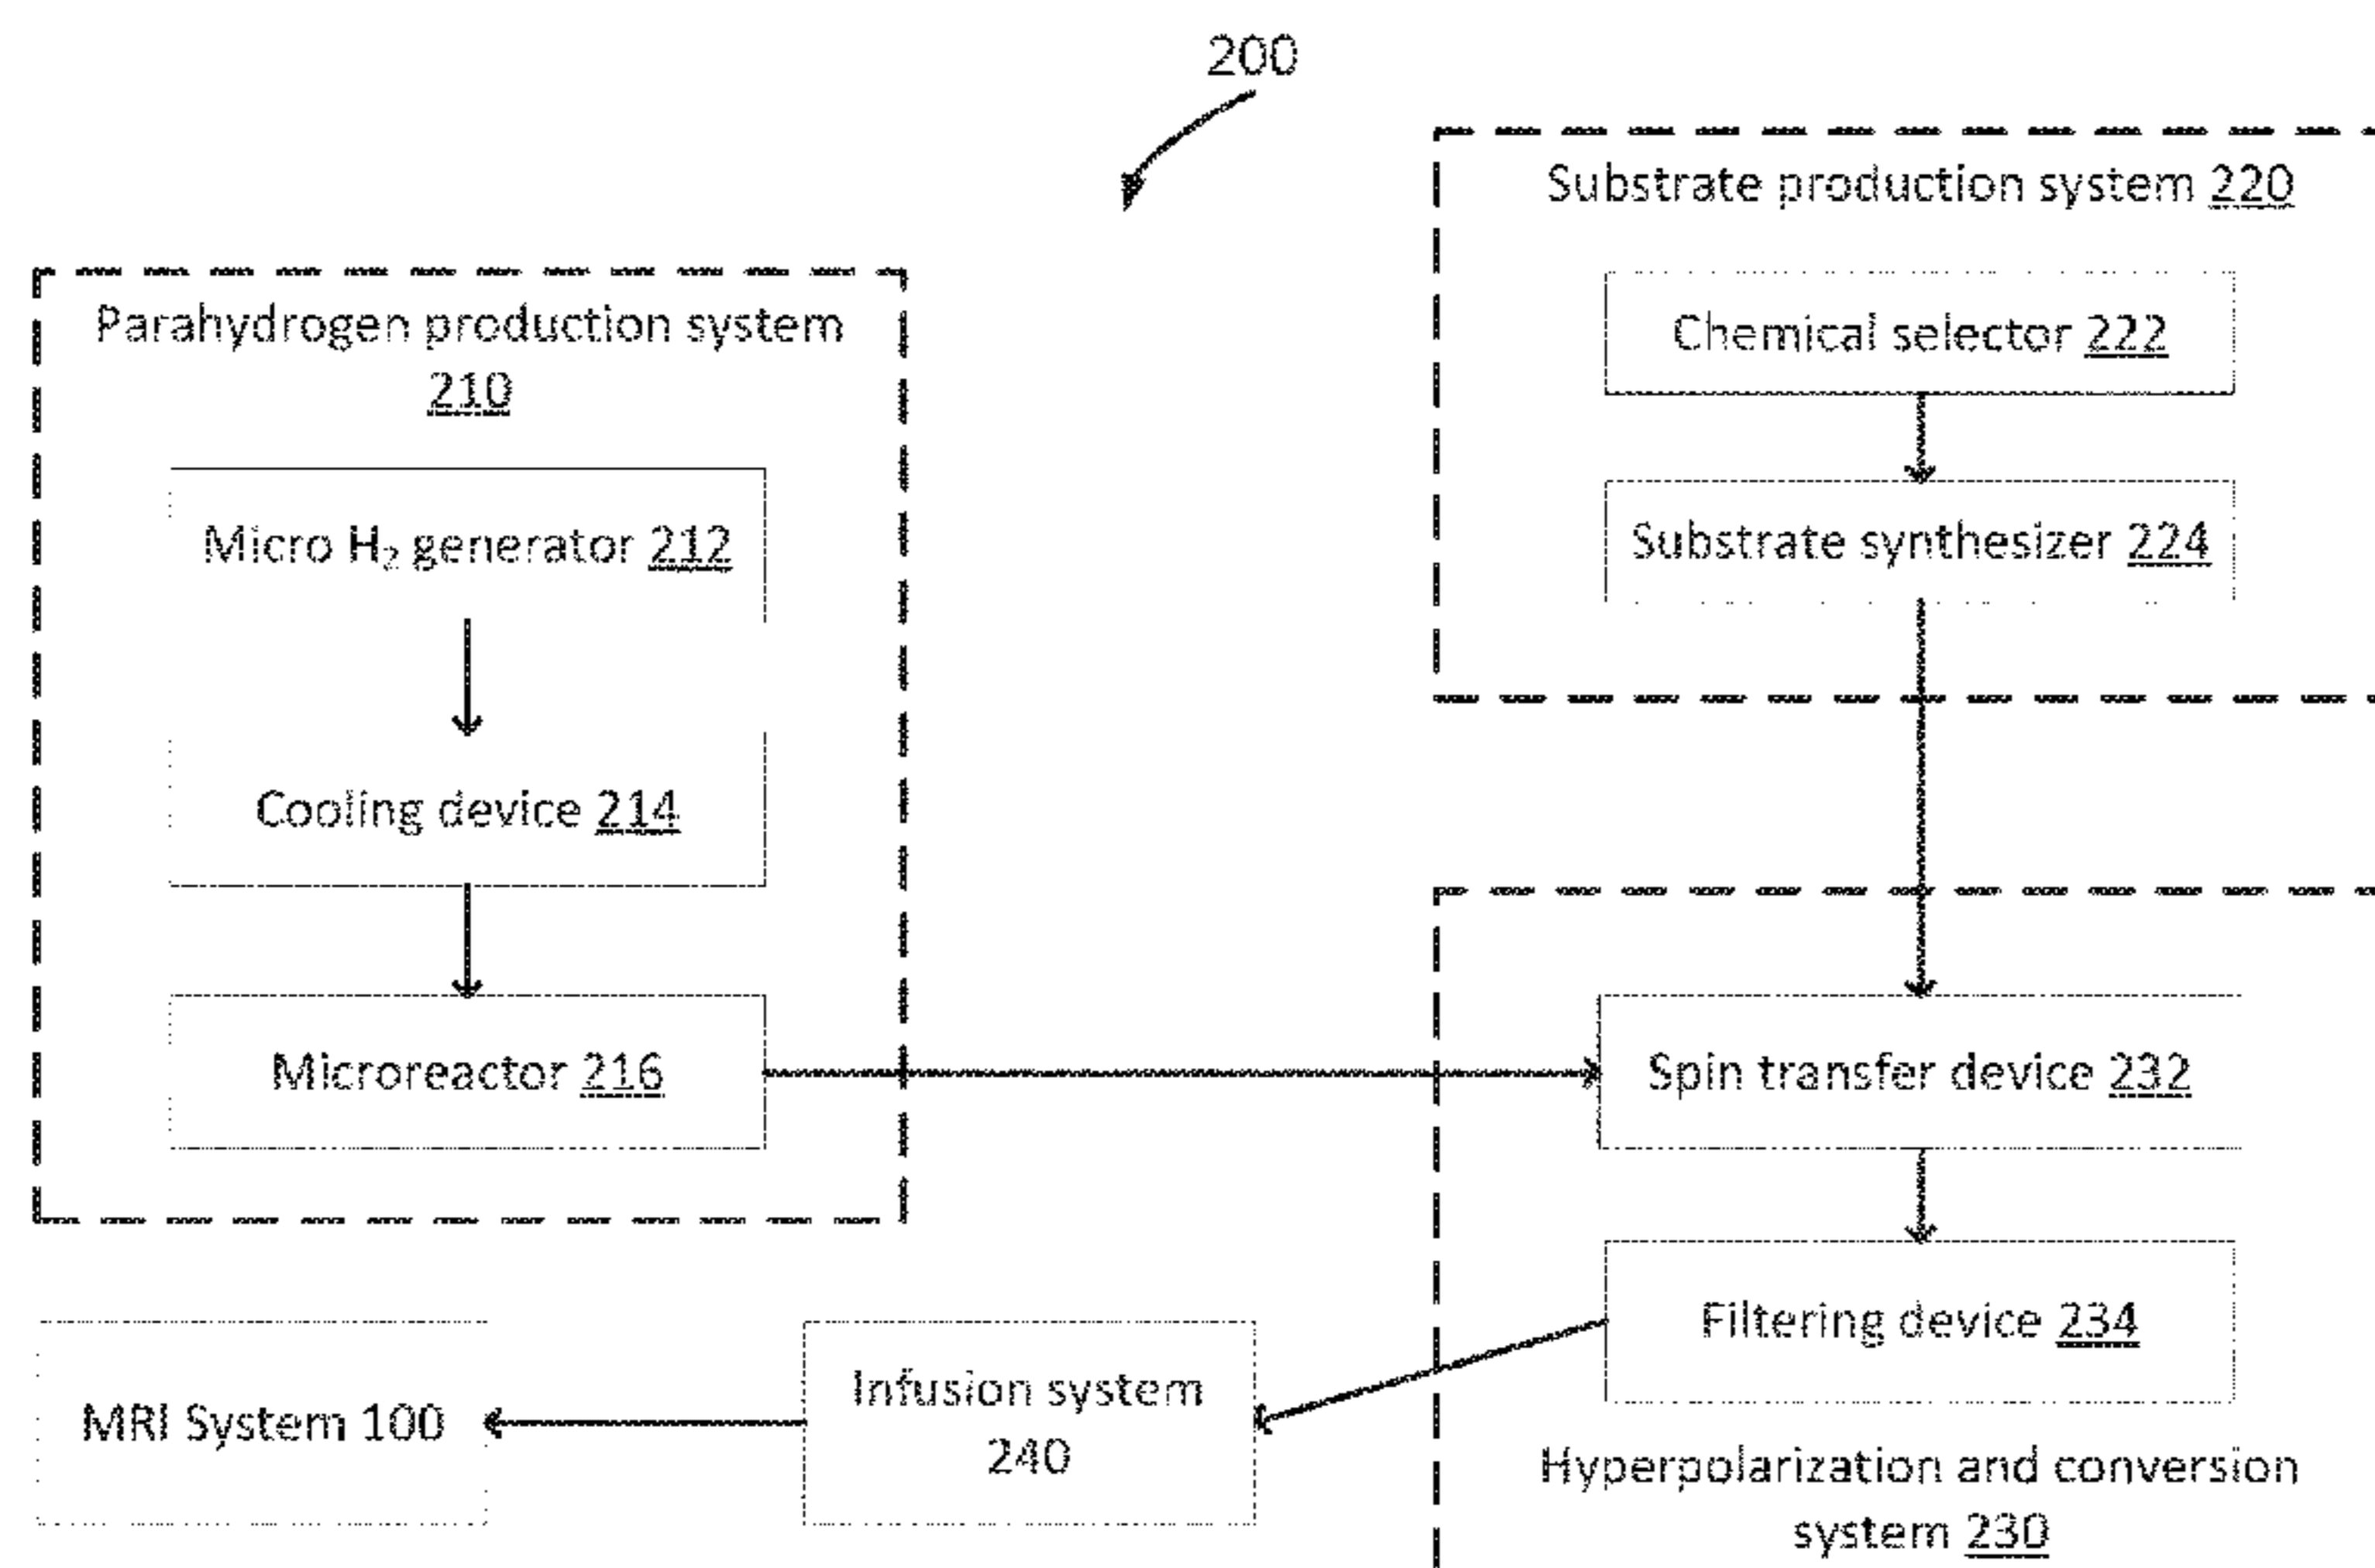 200
Parahydrogen production system
210
Micro H₂ generator 212
Cooling device 214
Microreactor 216
Substrate production system 220
Chemical selector 222
Substrate synthesizer 224
Spin transfer device 232
Filtering device 234
Hyperpolarization and conversion
system 230
Infusion system
240
MRI System 100